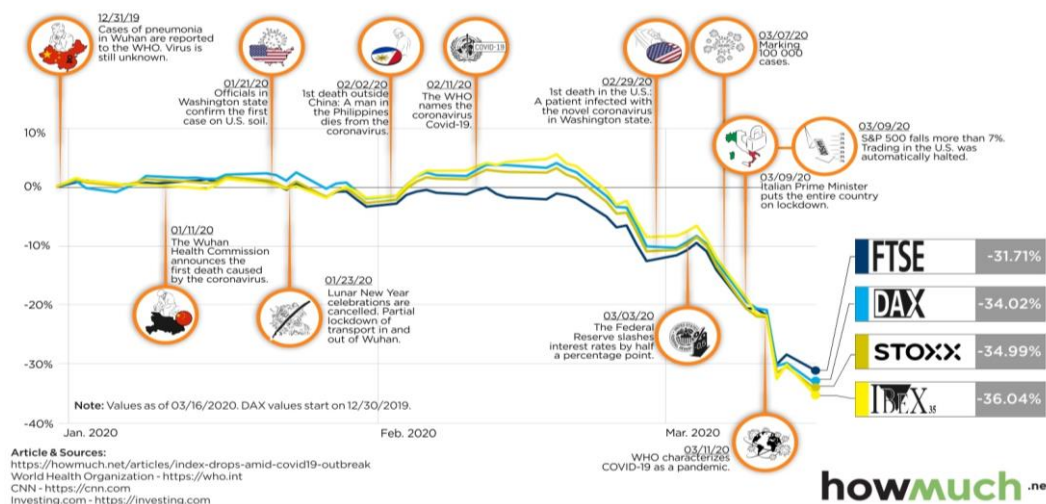 12/31/19
Cases of pneumonia
in Wuhan are reported
to the WHO. Virus is
still unknown.
01/21/20
Officials in
Washington state
confirm the first
case on U.S. soil.
02/02/20
1st death outside
China: A man in
the Philippines
dies from the
coronavirus.
COVID-19
02/11/20
The WHO
names the
coronavirus
Covid-19.
02/29/20
1st death in the U.S.:
A patient infected with
the novel coronavirus
in Washington state.
03/07/20
Marking
100 000
cases.
03/09/20
S&P 500 falls more than 7%.
Trading in the U.S. was
automatically halted.
03/09/20
Italian Prime Minister
puts the entire country
on lockdown.
10%
0%
-10%
-20%
-30%
-40%
01/11/20
The Wuhan
Health Commission
announces the
first death caused
by the coronavirus.
01/23/20
Lunar New Year
celebrations are
cancelled. Partial
lockdown of
transport in and
out of Wuhan.
03/03/20
The Federal
Reserve slashes
interest rates by half
a percentage point.
03/11/20
WHO characterizes
COVID-19 as a pandemic.
FTSE -31.71%
DAX -34.02%
STOXX -34.99%
IBEX 35 -36.04%
Note: Values as of 03/16/2020. DAX values start on 12/30/2019.
Jan. 2020
Feb. 2020
Mar. 2020
Article & Sources:
https://howmuch.net/articles/index-drops-amid-covid19-outbreak
World Health Organization - https://who.int
CNN - https://cnn.com
Investing.com - https://investing.com
howmuch.ne